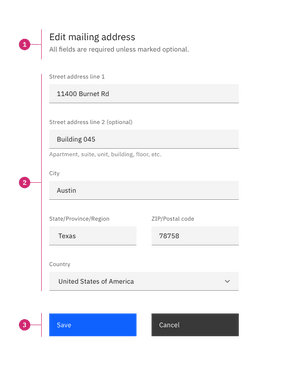 Edit mailing address
1
All fields are required unless marked optional.
Street address line 1
11400 Burnet Rd
Street address line 2 (optional)
Building 045
Apartment, suite, unit, building, floor, etc.
City
2
Austin
State/Province/Region ZIP/Postal code
Texas 78758
Country
United States of America
3
Save Cancel